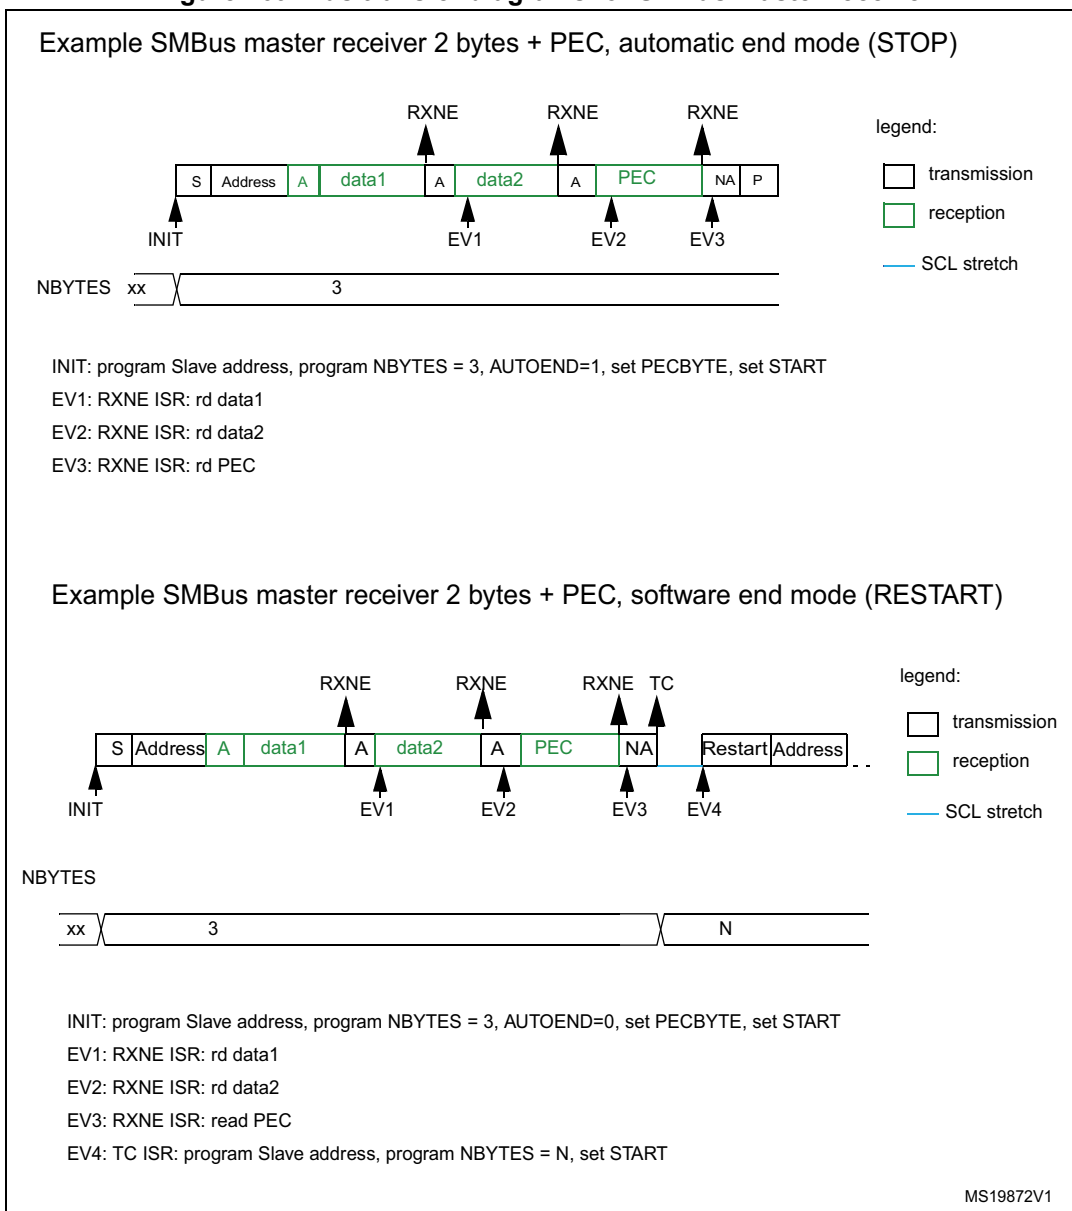 Example SMBus master receiver 2 bytes + PEC, automatic end mode (STOP)
RXNE RXNE RXNE
legend:
S Address A data1 A data2 A PEC NA P
transmission
reception
INIT EV1 EV2 EV3
SCL stretch
NBYTES xx 3
INIT: program Slave address, program NBYTES = 3, AUTOEND=1, set PECBYTE, set START
EV1: RXNE ISR: rd data1
EV2: RXNE ISR: rd data2
EV3: RXNE ISR: rd PEC
Example SMBus master receiver 2 bytes + PEC, software end mode (RESTART)
RXNE RXNE RXNE TC
legend:
S Address A data1 A data2 A PEC NA Restart Address
transmission
reception
INIT EV1 EV2 EV3 EV4
SCL stretch
NBYTES
xx 3 N
INIT: program Slave address, program NBYTES = 3, AUTOEND=0, set PECBYTE, set START
EV1: RXNE ISR: rd data1
EV2: RXNE ISR: rd data2
EV3: RXNE ISR: read PEC
EV4: TC ISR: program Slave address, program NBYTES = N, set START
MS19872V1